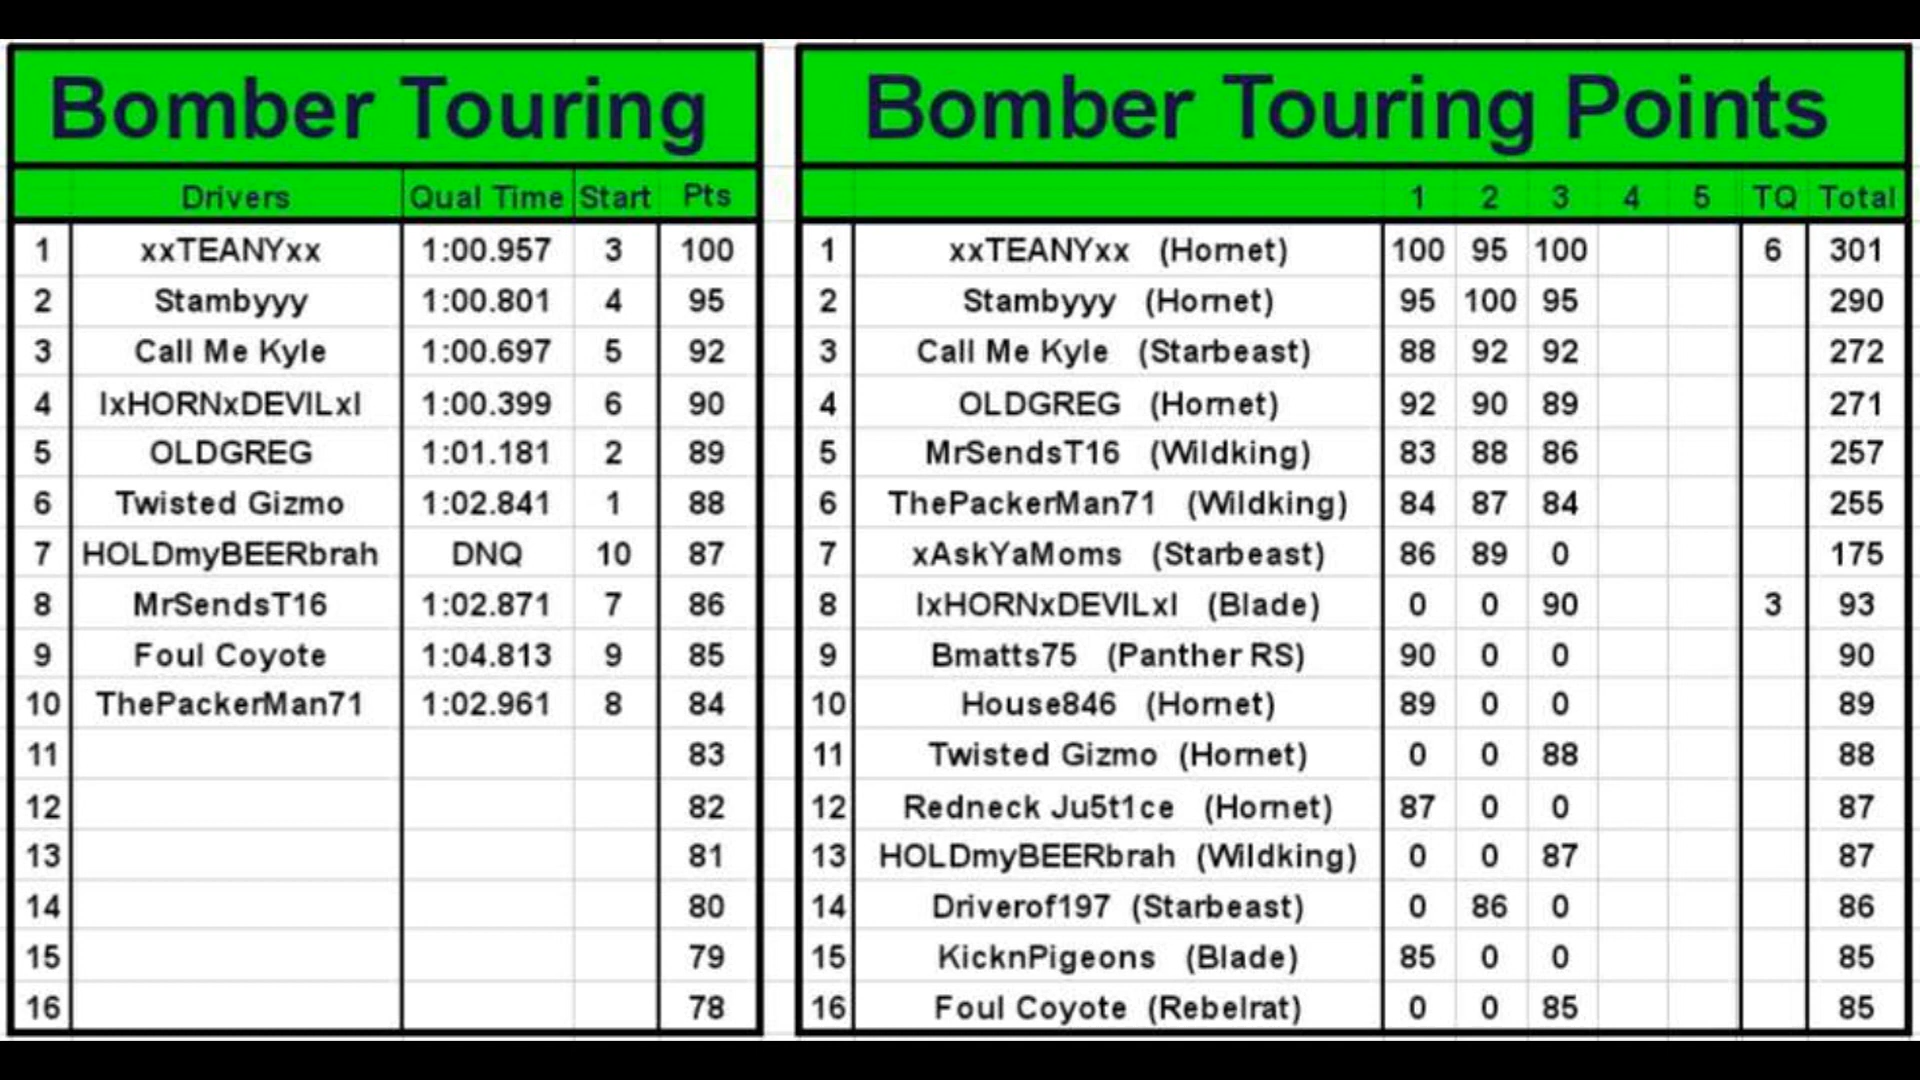 Bomber Touring
Drivers Qual Time Start Pts
1 xxTEANYxx 1:00.957 3 100
2 Stambyyy 1:00.801 4 95
3 Call Me Kyle 1:00.697 5 92
4 IxHORNxDEVILxI 1:00.399 6 90
5 OLDGREG 1:01.181 2 89
6 Twisted Gizmo 1:02.841 1 88
7 HOLDmyBEERbrah DNQ 10 87
8 MrSendsT16 1:02.871 7 86
9 Foul Coyote 1:04.813 9 85
10 ThePackerMan71 1:02.961 8 84
11 83
12 82
13 81
14 80
15 79
16 78
Bomber Touring Points
1 2 3 4 5 TQ Total
1 xxTEANYxx (Hornet) 100 95 100 6 301
2 Stambyyy (Hornet) 95 100 95 290
3 Call Me Kyle (Starbeast) 88 92 92 272
4 OLDGREG (Hornet) 92 90 89 271
5 MrSendsT16 (Wildking) 83 88 86 257
6 ThePackerMan71 (Wildking) 84 87 84 255
7 xAskYaMoms (Starbeast) 86 89 0 175
8 IxHORNxDEVILxI (Blade) 0 0 90 3 93
9 Bmatts75 (Panther RS) 90 0 0 90
10 House846 (Hornet) 89 0 0 89
11 Twisted Gizmo (Hornet) 0 0 88 88
12 Redneck Ju5t1ce (Hornet) 87 0 0 87
13 HOLDmyBEERbrah (Wildking) 0 0 87 87
14 Driverof197 (Starbeast) 0 86 0 86
15 KicknPigeons (Blade) 85 0 0 85
16 Foul Coyote (Rebelrat) 0 0 85 85